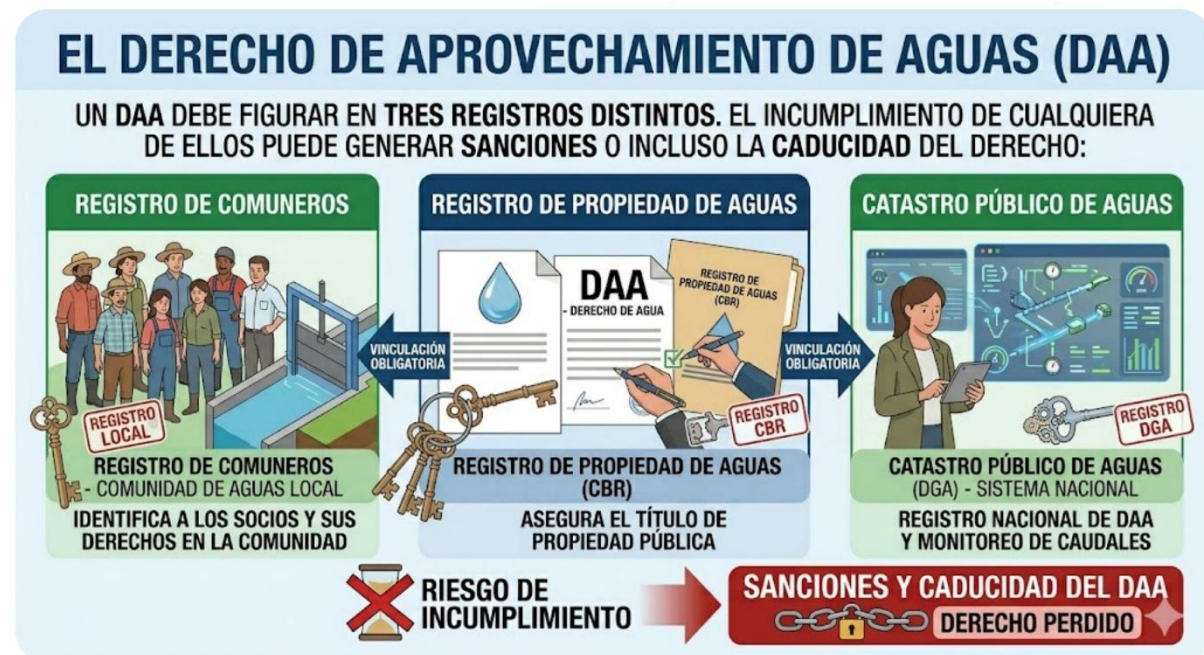 EL DERECHO DE APROVECHAMIENTO DE AGUAS (DAA)
UN DAA DEBE FIGURAR EN TRES REGISTROS DISTINTOS. EL INCUMPLIMIENTO DE CUALQUIERA
DE ELLOS PUEDE GENERAR SANCIONES O INCLUSO LA CADUCIDAD DEL DERECHO:
REGISTRO DE COMUNEROS
REGISTRO
LOCAL
REGISTRO DE COMUNEROS
- COMUNIDAD DE AGUAS LOCAL
IDENTIFICA A LOS SOCIOS Y SUS
DERECHOS EN LA COMUNIDAD
VINCULACIÓN
OBLIGATORIA
REGISTRO DE PROPIEDAD DE AGUAS
DAA
- DERECHO DE AGUA
REGISTRO DE
PROPIEDAD DE AGUAS
(CBR)
REGISTRO
CBR
REGISTRO DE PROPIEDAD DE AGUAS
(CBR)
ASEGURA EL TÍTULO DE
PROPIEDAD PÚBLICA
VINCULACIÓN
OBLIGATORIA
CATASTRO PÚBLICO DE AGUAS
REGISTRO
DGA
CATASTRO PÚBLICO DE AGUAS
(DGA) - SISTEMA NACIONAL
REGISTRO NACIONAL DE DAA
Y MONITOREO DE CAUDALES
RIESGO DE
INCUMPLIMIENTO
SANCIONES Y CADUCIDAD DEL DAA
DERECHO PERDIDO